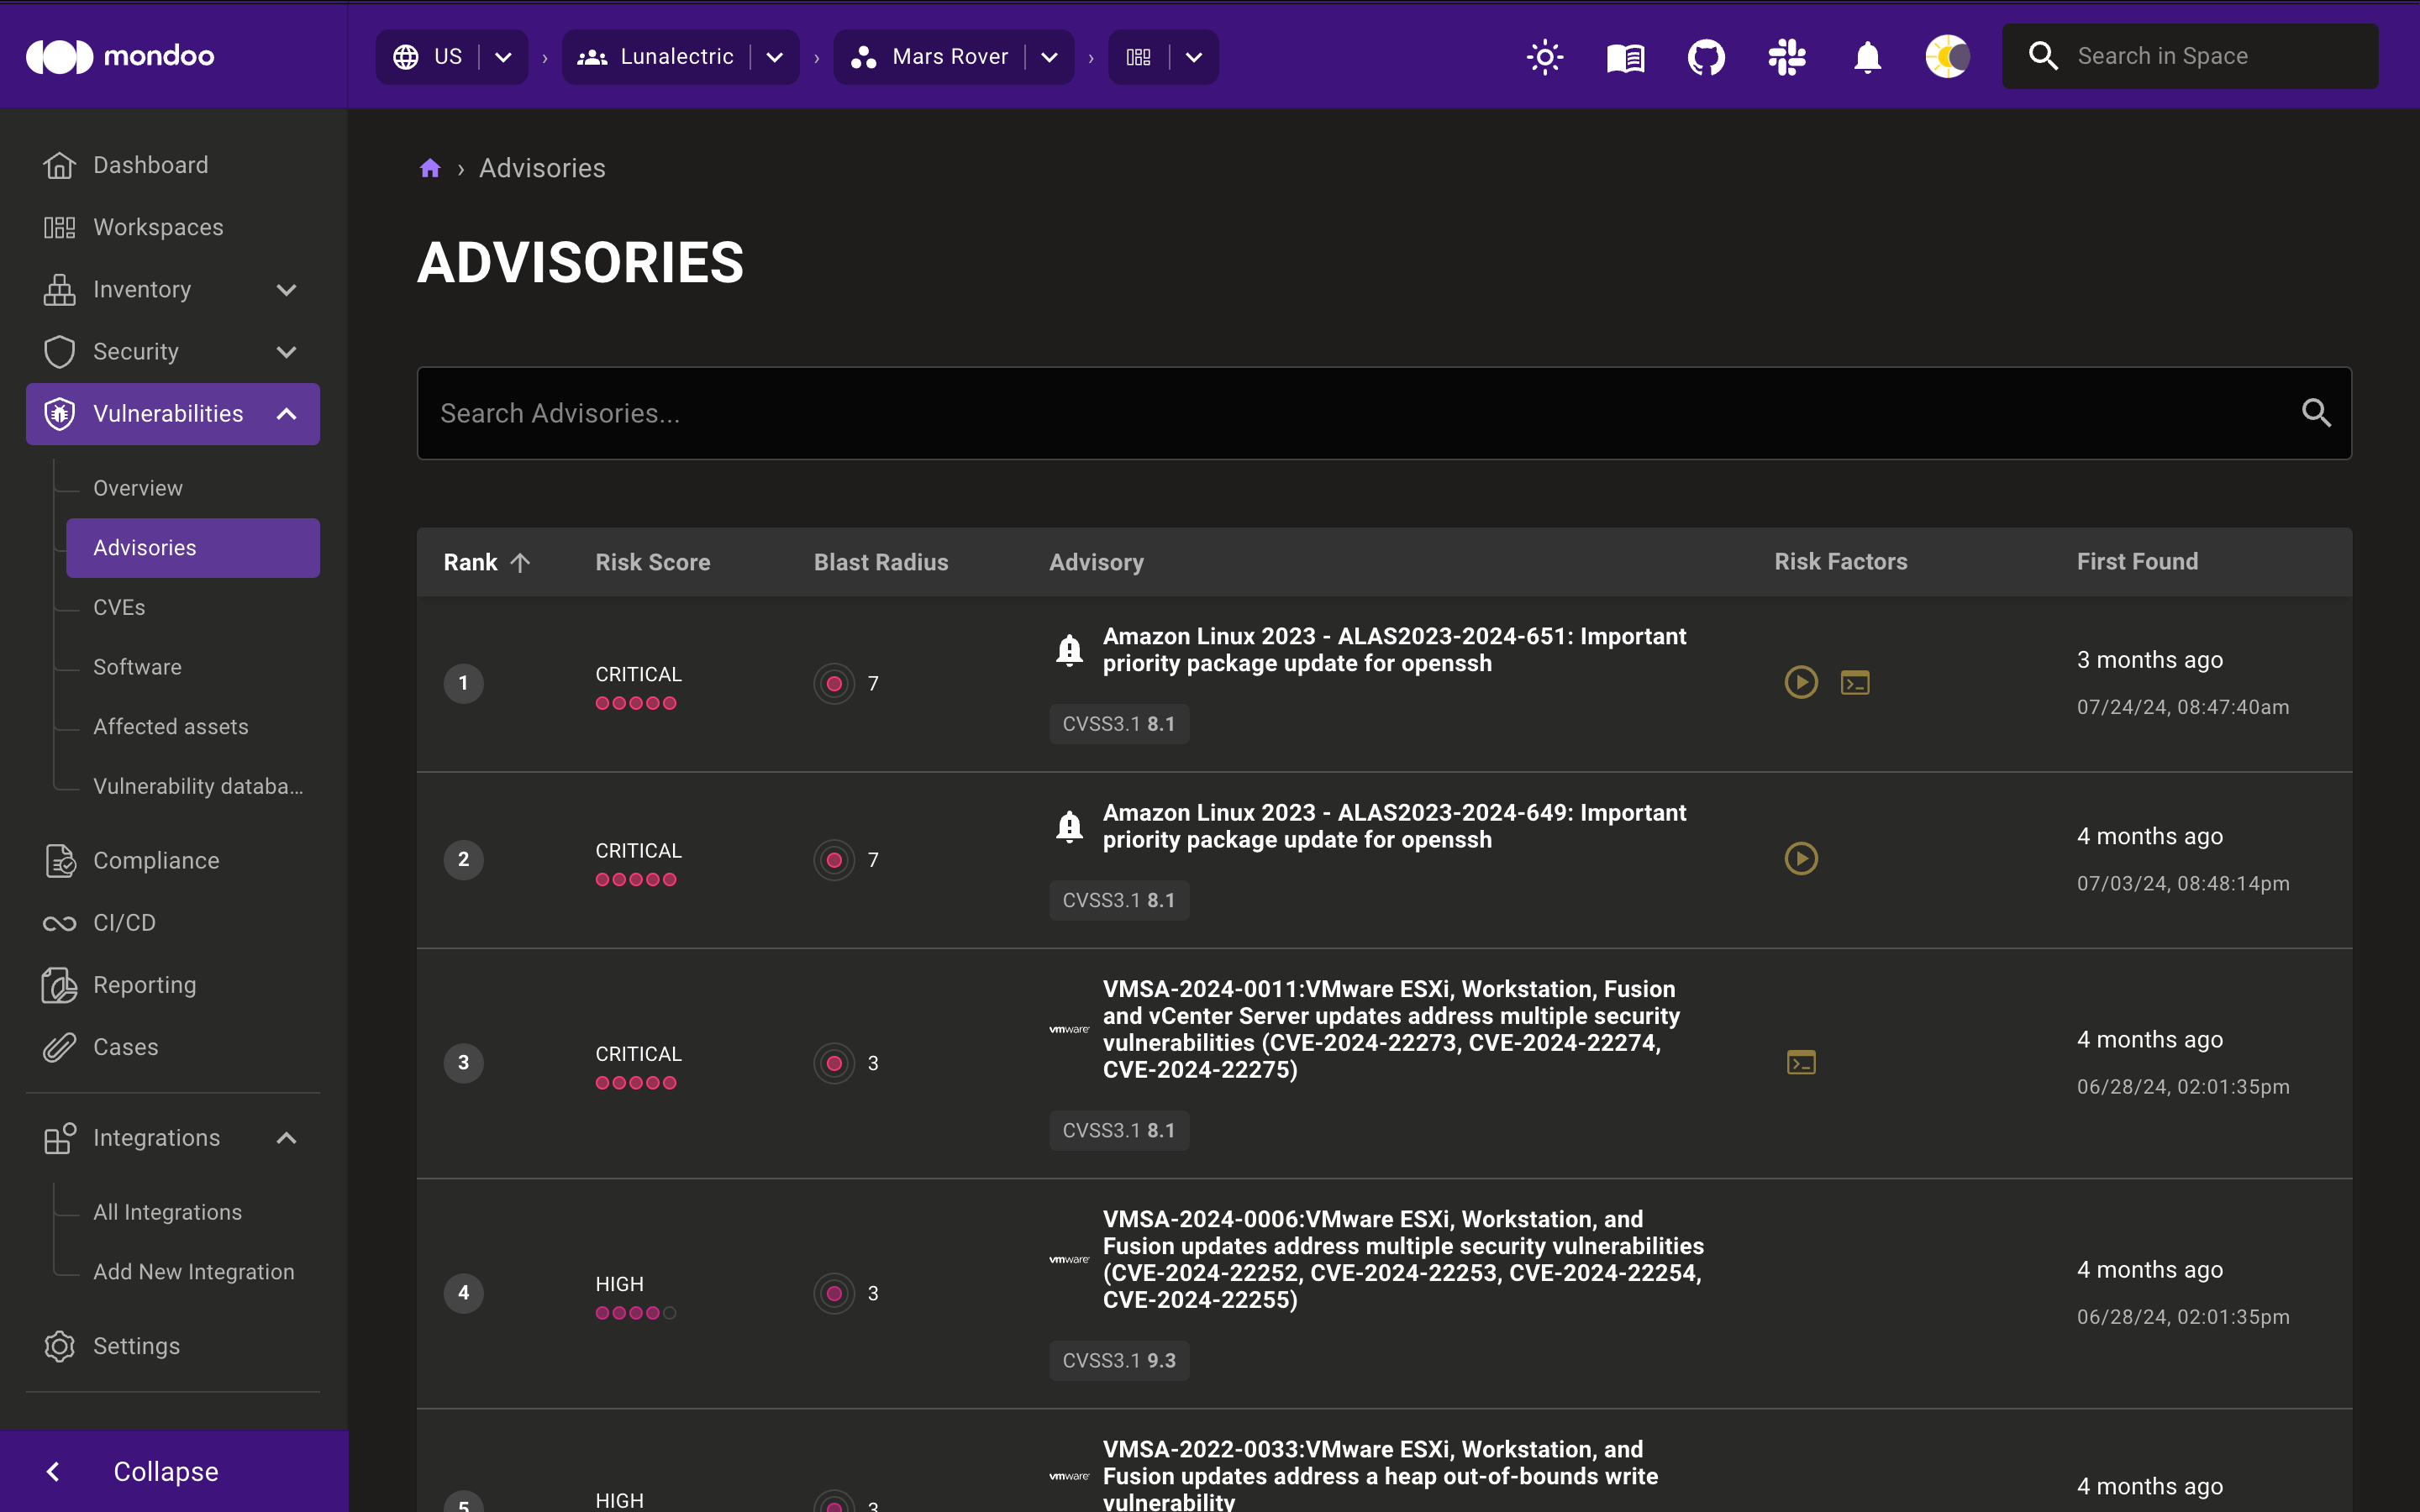 mondoo
US
Lunalectric
Mars Rover
Search in Space
Dashboard
Workspaces
Inventory
Security
Vulnerabilities
Overview
Advisories
CVEs
Software
Affected assets
Vulnerability databa...
Compliance
CI/CD
Reporting
Cases
Integrations
All Integrations
Add New Integration
Settings
Collapse
› Advisories
ADVISORIES
Search Advisories...
Rank Risk Score Blast Radius Advisory Risk Factors First Found
1
CRITICAL
7
Amazon Linux 2023 - ALAS2023-2024-651: Important
priority package update for openssh
CVSS3.1 8.1
3 months ago
07/24/24, 08:47:40am
2
CRITICAL
7
Amazon Linux 2023 - ALAS2023-2024-649: Important
priority package update for openssh
CVSS3.1 8.1
4 months ago
07/03/24, 08:48:14pm
3
CRITICAL
3
vmware
VMSA-2024-0011:VMware ESXi, Workstation, Fusion
and vCenter Server updates address multiple security
vulnerabilities (CVE-2024-22273, CVE-2024-22274,
CVE-2024-22275)
CVSS3.1 8.1
4 months ago
06/28/24, 02:01:35pm
4
HIGH
3
vmware
VMSA-2024-0006:VMware ESXi, Workstation, and
Fusion updates address multiple security vulnerabilities
(CVE-2024-22252, CVE-2024-22253, CVE-2024-22254,
CVE-2024-22255)
CVSS3.1 9.3
4 months ago
06/28/24, 02:01:35pm
5
HIGH
3
vmware
VMSA-2022-0033:VMware ESXi, Workstation, and
Fusion updates address a heap out-of-bounds write
vulnerability
4 months ago